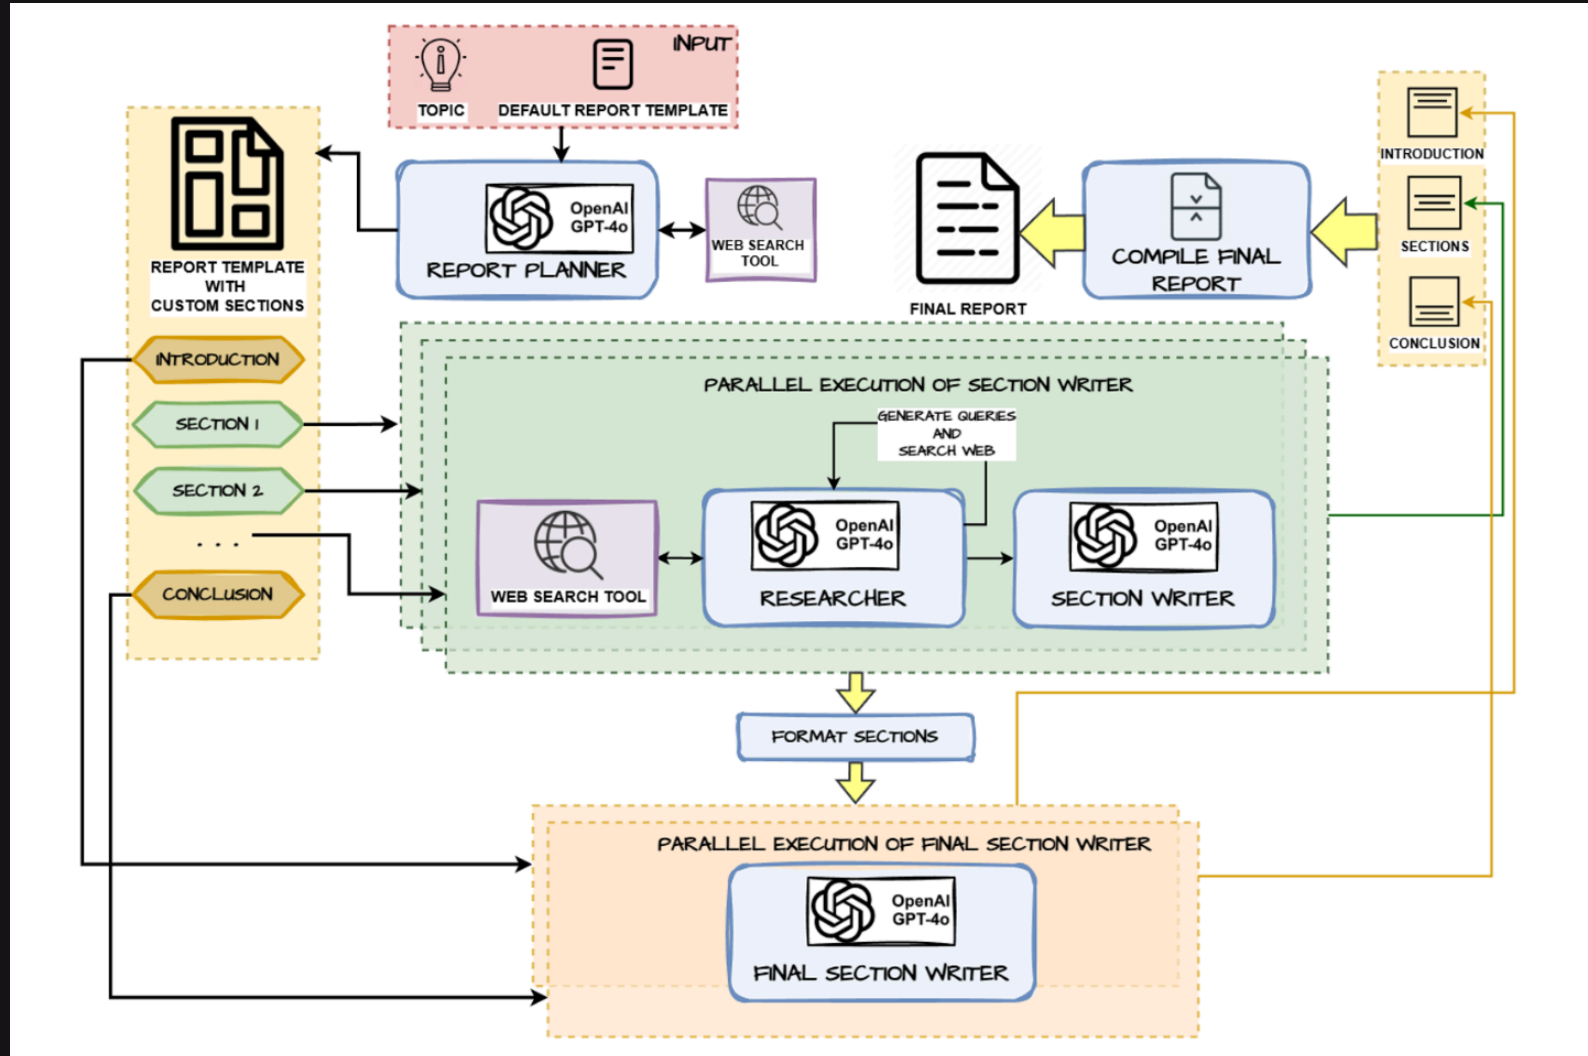 INPUT
TOPIC
DEFAULT REPORT TEMPLATE
OpenAI
GPT-4o
REPORT PLANNER
WEB SEARCH
TOOL
REPORT TEMPLATE
WITH
CUSTOM SECTIONS
INTRODUCTION
SECTION 1
SECTION 2
...
CONCLUSION
FINAL REPORT
COMPILE FINAL
REPORT
INTRODUCTION
SECTIONS
CONCLUSION
PARALLEL EXECUTION OF SECTION WRITER
GENERATE QUERIES
AND
SEARCH WEB
WEB SEARCH TOOL
OpenAI
GPT-4o
RESEARCHER
OpenAI
GPT-4o
SECTION WRITER
FORMAT SECTIONS
PARALLEL EXECUTION OF FINAL SECTION WRITER
OpenAI
GPT-4o
FINAL SECTION WRITER